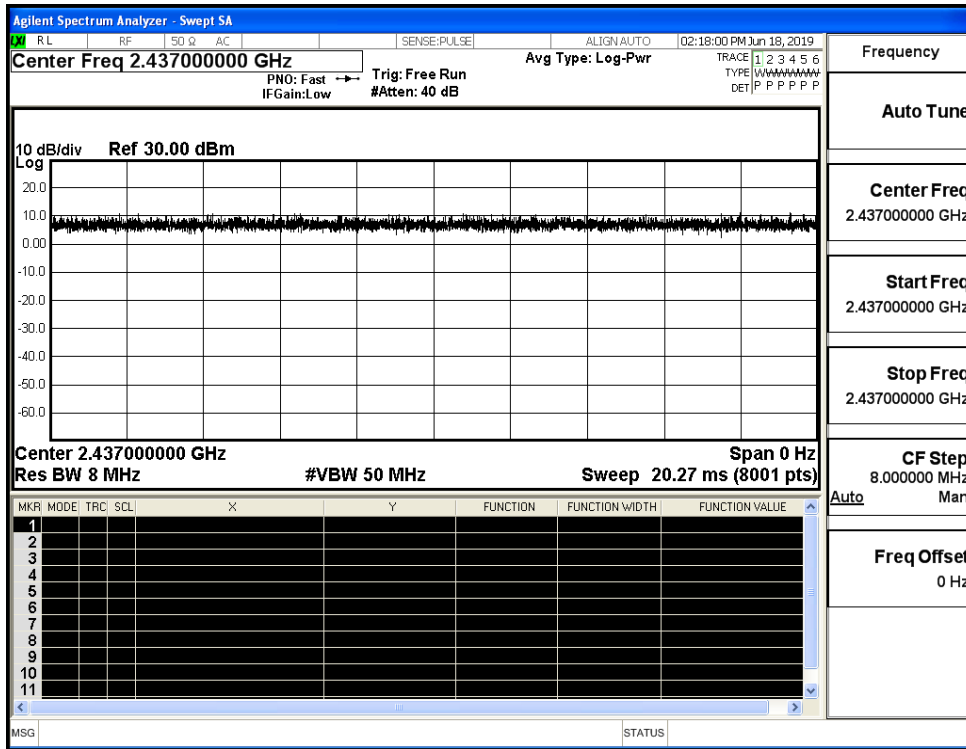 Agilent Spectrum Analyzer - Swept SA
LXI RL RF 50 Ω AC SENSE:PULSE ALIGN AUTO 02:18:00 PM Jun 18, 2019
Center Freq 2.437000000 GHz
PNO: Fast
IFGain:Low
Trig: Free Run
#Atten: 40 dB
Avg Type: Log-Pwr
TRACE 1 2 3 4 5 6
TYPE
DET P P P P P P
10 dB/div Ref 30.00 dBm
Log
20.0
10.0
0.00
-10.0
-20.0
-30.0
-40.0
-50.0
-60.0
Center 2.437000000 GHz Span 0 Hz
Res BW 8 MHz #VBW 50 MHz Sweep 20.27 ms (8001 pts)
MKR MODE TRC SCL X Y FUNCTION FUNCTION WIDTH FUNCTION VALUE
1
2
3
4
5
6
7
8
9
10
11
MSG STATUS
Frequency
Auto Tune
Center Freq
2.437000000 GHz
Start Freq
2.437000000 GHz
Stop Freq
2.437000000 GHz
CF Step
8.000000 MHz
Auto Man
Freq Offset
0 Hz